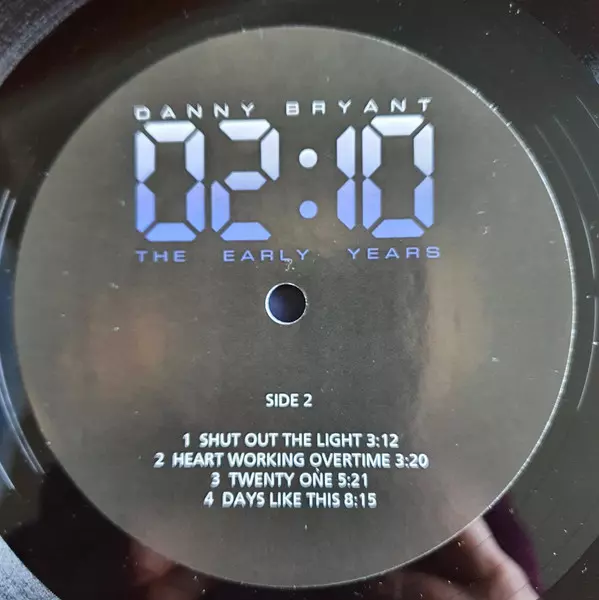 DANNY BRYANT
02:10
THE EARLY YEARS
SIDE 2
1 SHUT OUT THE LIGHT 3:12
2 HEART WORKING OVERTIME 3:20
3 TWENTY ONE 5:21
4 DAYS LIKE THIS 8:15